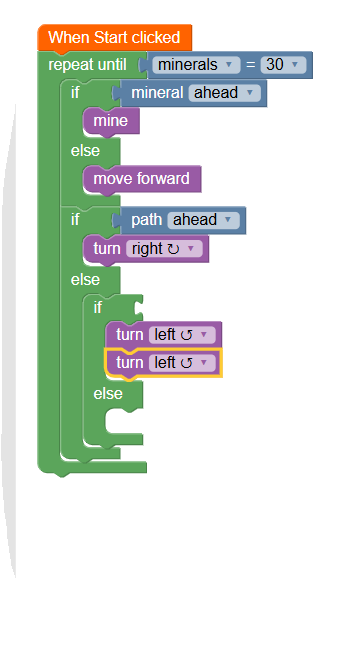 When Start clicked
repeat until minerals = 30
if mineral ahead
mine
else
move forward
if path ahead
turn right ↻
else
if
turn left ↺
turn left ↺
else